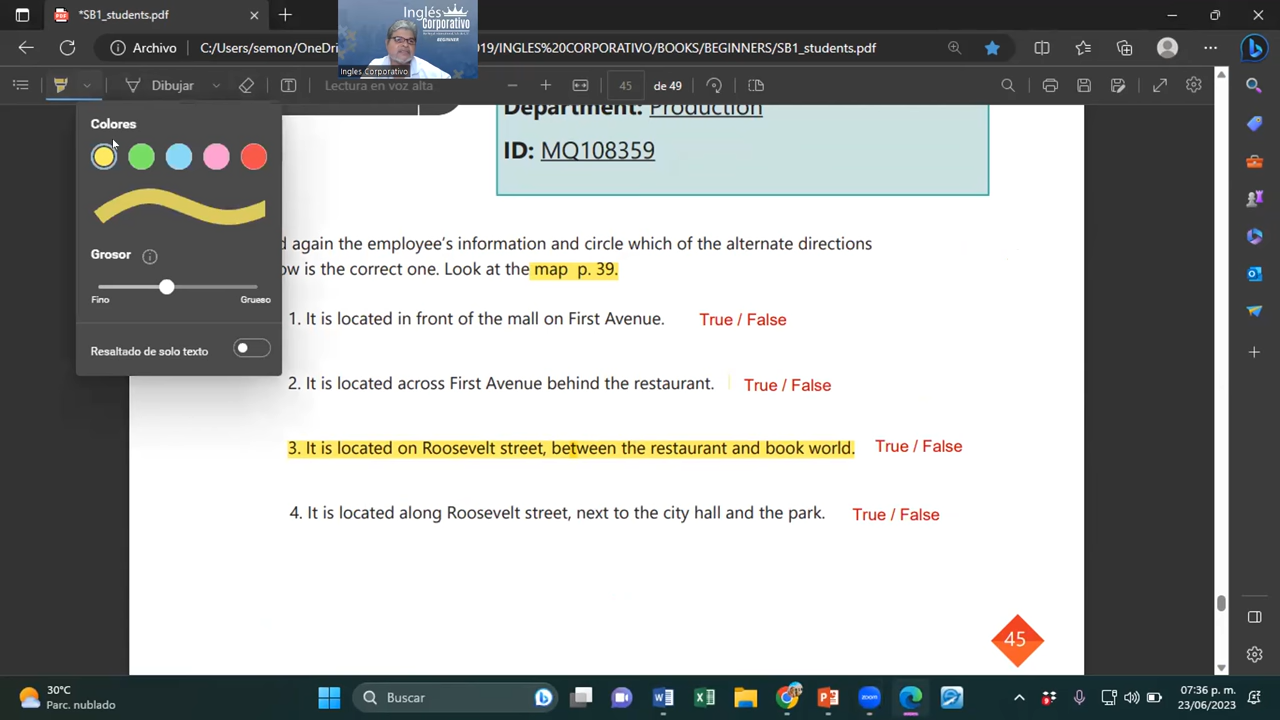 *SB1_students.pdf
Inglés
Corporativo
BEGINNER
Ingles Corporativo
Archivo C:/Users/semon/OneDri 019/INGLES%20CORPORATIVO/BOOKS/BEGINNERS/SB1_students.pdf
Dibujar Lectura en voz alta 45 de 49
Colores
Grosor
Fino Grueso
Resaltado de solo texto
Department: Production
ID: MQ108359
d again the employee's information and circle which of the alternate directions
ow is the correct one. Look at the map p. 39.
1. It is located in front of the mall on First Avenue. True / False
2. It is located across First Avenue behind the restaurant. True / False
3. It is located on Roosevelt street, between the restaurant and book world. True / False
4. It is located along Roosevelt street, next to the city hall and the park. True / False
45
30°C
Parc. nublado
Buscar
07:36 p. m.
23/06/2023